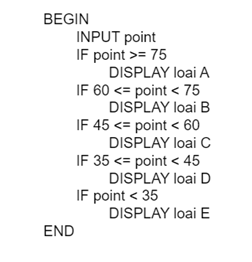 BEGIN
INPUT point
IF point >= 75
DISPLAY loai A
IF 60 <= point < 75
DISPLAY loai B
IF 45 <= point < 60
DISPLAY loai C
IF 35 <= point < 45
DISPLAY loai D
IF point < 35
DISPLAY loai E
END